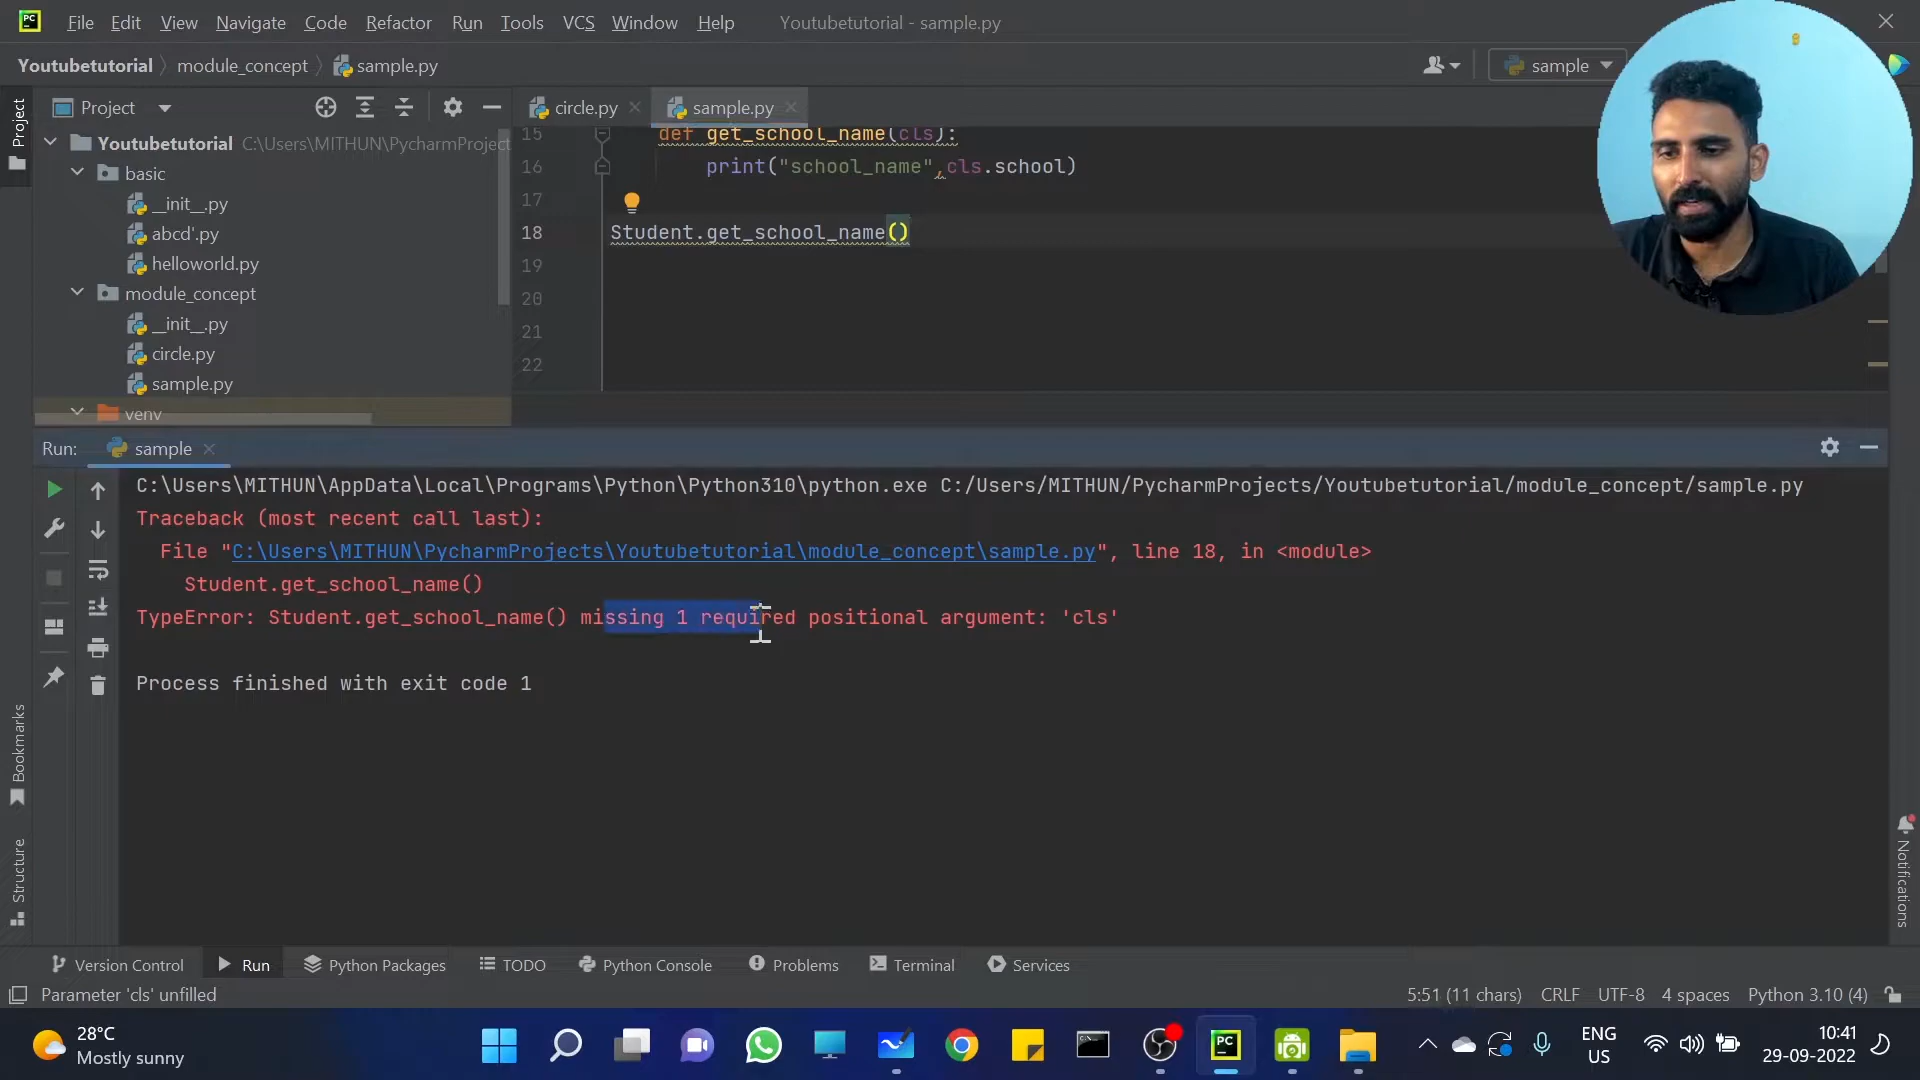 PC File Edit View Navigate Code Refactor Run Tools VCS Window Help Youtubetutorial - sample.py
Youtubetutorial module_concept sample.py sample
Project
Project
circle.py sample.py
Youtubetutorial C:\Users\MITHUN\PycharmProject
basic
__init__.py
abcd'.py
helloworld.py
module_concept
__init__.py
circle.py
sample.py
venv
15 def get_school_name(cls):
16 print("school_name",cls.school)
17
18 Student.get_school_name()
19
20
21
22
Run: sample
C:\Users\MITHUN\AppData\Local\Programs\Python\Python310\python.exe C:/Users/MITHUN/PycharmProjects/Youtubetutorial/module_concept/sample.py
Traceback (most recent call last):
File "C:\Users\MITHUN\PycharmProjects\Youtubetutorial\module_concept\sample.py", line 18, in <module>
Student.get_school_name()
TypeError: Student.get_school_name() missing 1 required positional argument: 'cls'
Process finished with exit code 1
Bookmarks
Structure
Notifications
Version Control Run Python Packages TODO Python Console Problems Terminal Services
Parameter 'cls' unfilled 5:51 (11 chars) CRLF UTF-8 4 spaces Python 3.10 (4)
28°C
Mostly sunny
PC
ENG
US
10:41
29-09-2022